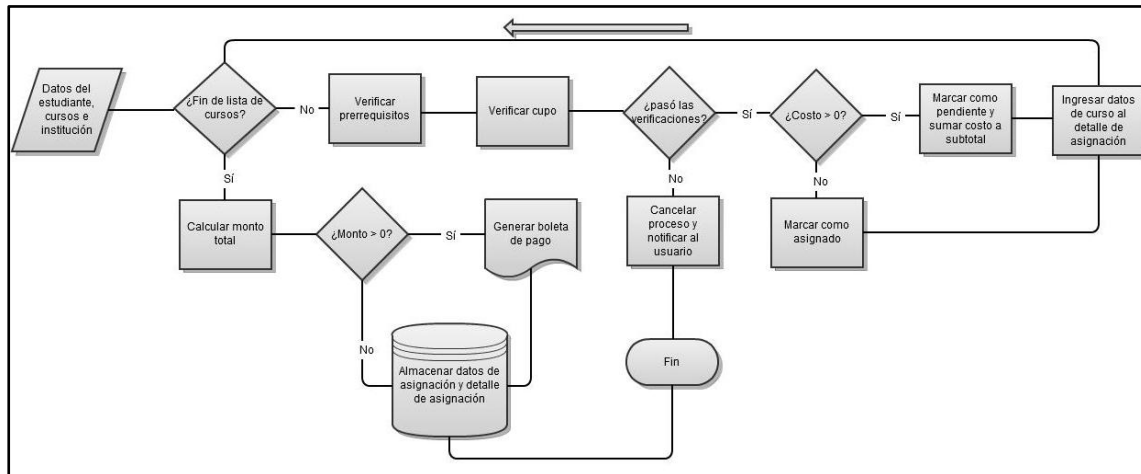 Datos del
estudiante,
cursos e
institución
¿Fin de lista de
cursos?
No
Verificar
prerrequisitos
Verificar cupo
¿pasó las
verificaciones?
Sí
¿Costo > 0?
Sí
Marcar como
pendiente y
sumar costo a
subtotal
Ingresar datos
de curso al
detalle de
asignación
Sí
No
No
Calcular monto
total
¿Monto > 0?
Sí
Generar boleta
de pago
Cancelar
proceso y
notificar al
usuario
Marcar como
asignado
No
Almacenar datos de
asignación y detalle
de asignación
Fin